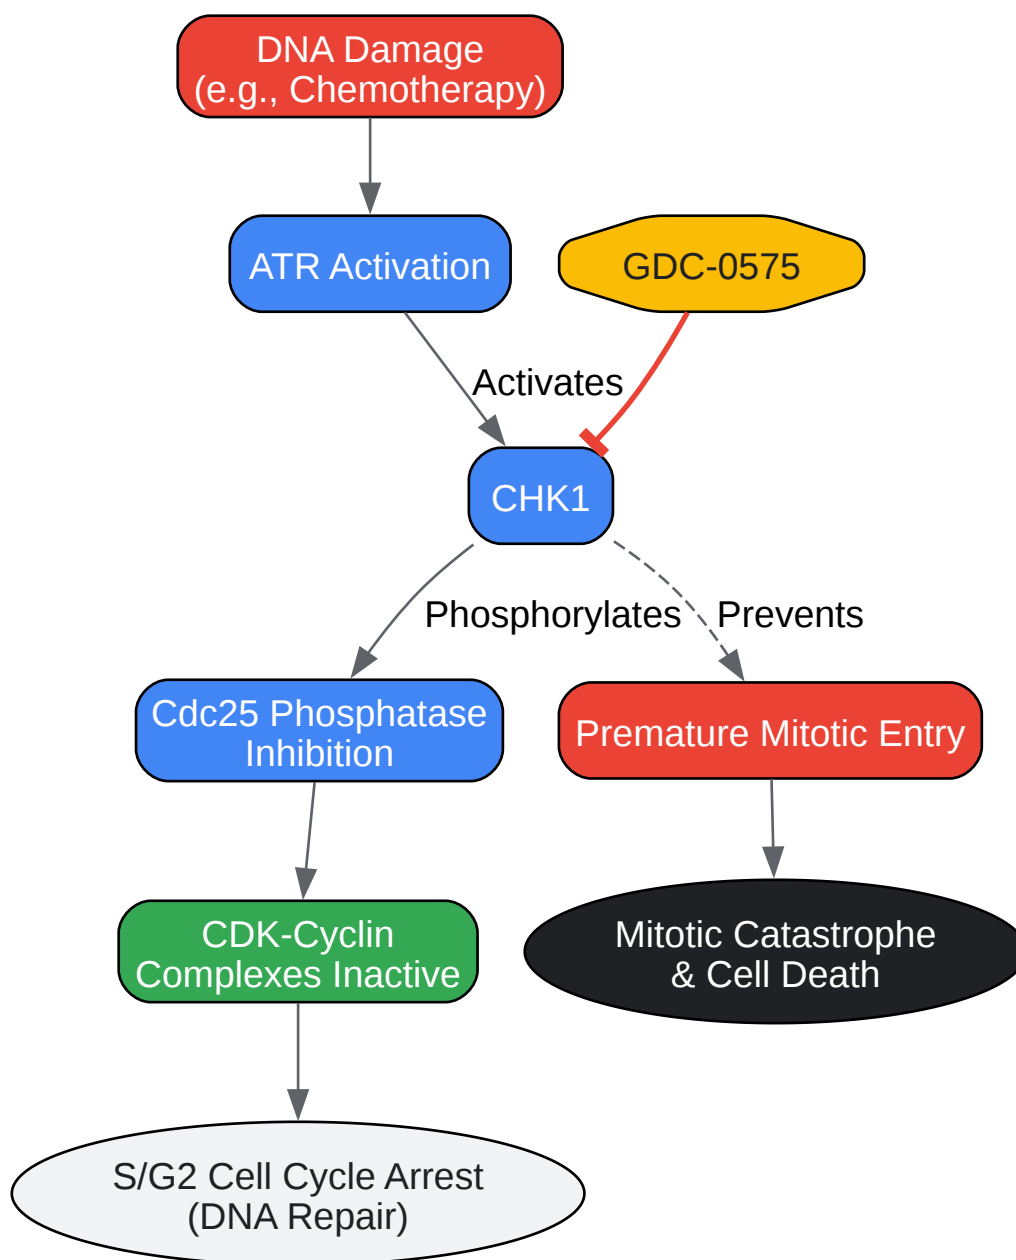 DNA Damage
(e.g., Chemotherapy)
ATR Activation
GDC-0575
Activates
CHK1
Phosphorylates
Prevents
Cdc25 Phosphatase
Inhibition
Premature Mitotic Entry
CDK-Cyclin
Complexes Inactive
Mitotic Catastrophe
& Cell Death
S/G2 Cell Cycle Arrest
(DNA Repair)